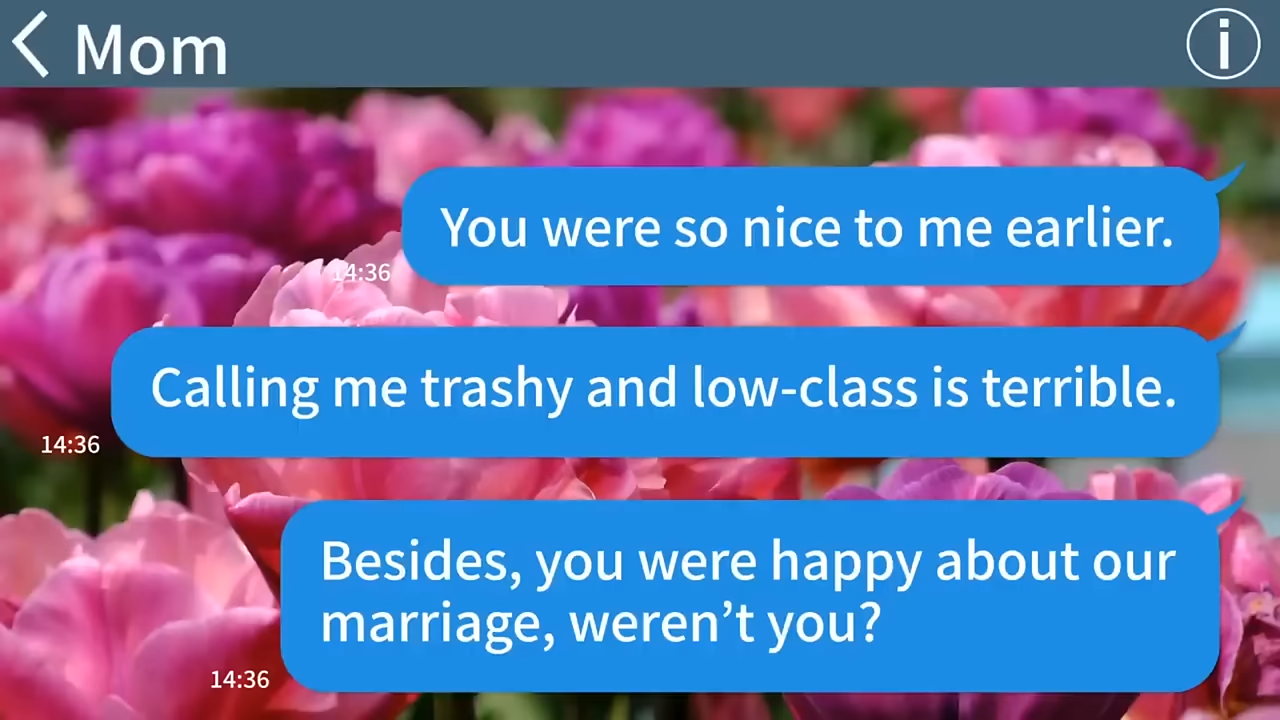 Mom
You were so nice to me earlier.
14:36
Calling me trashy and low-class is terrible.
14:36
Besides, you were happy about our
marriage, weren’t you?
14:36